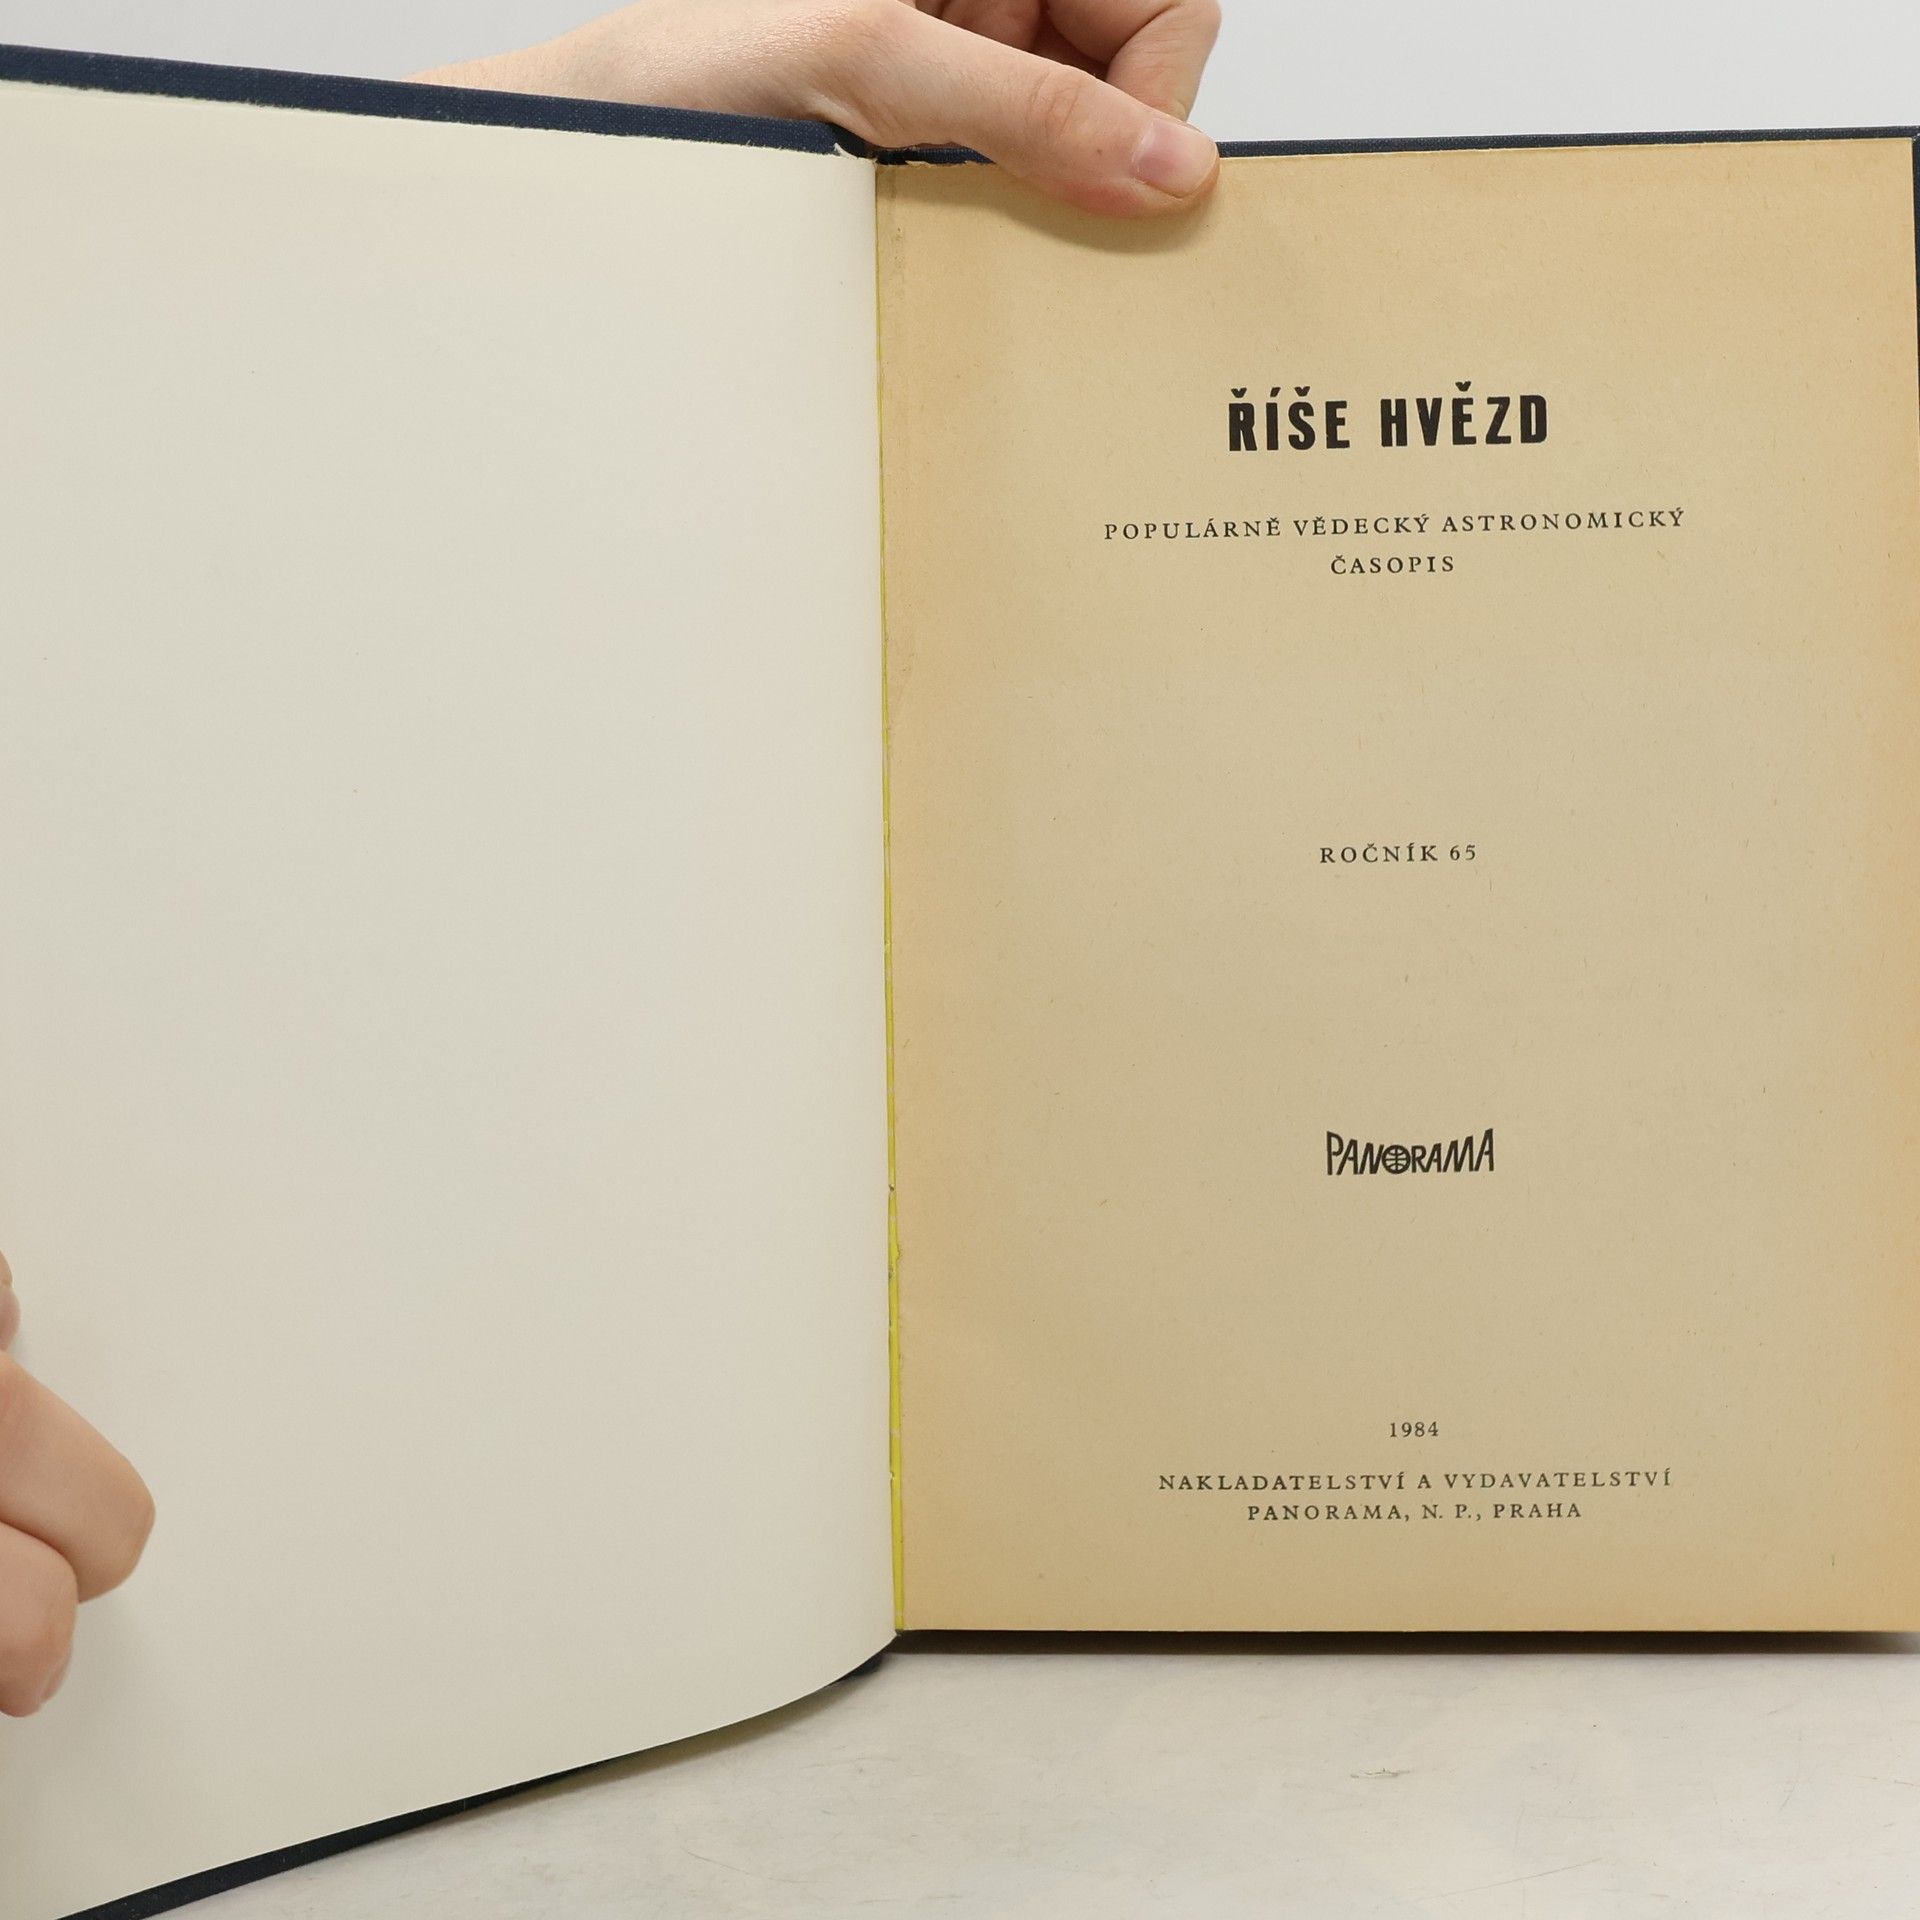 ŘÍŠE HVĚZD
POPULÁRNĚ VĚDECKÝ ASTRONOMICKÝ
ČASOPIS
ROČNÍK 65
PANORAMA
1984
NAKLADATELSTVÍ A VYDAVATELSTVÍ
PANORAMA, N. P., PRAHA